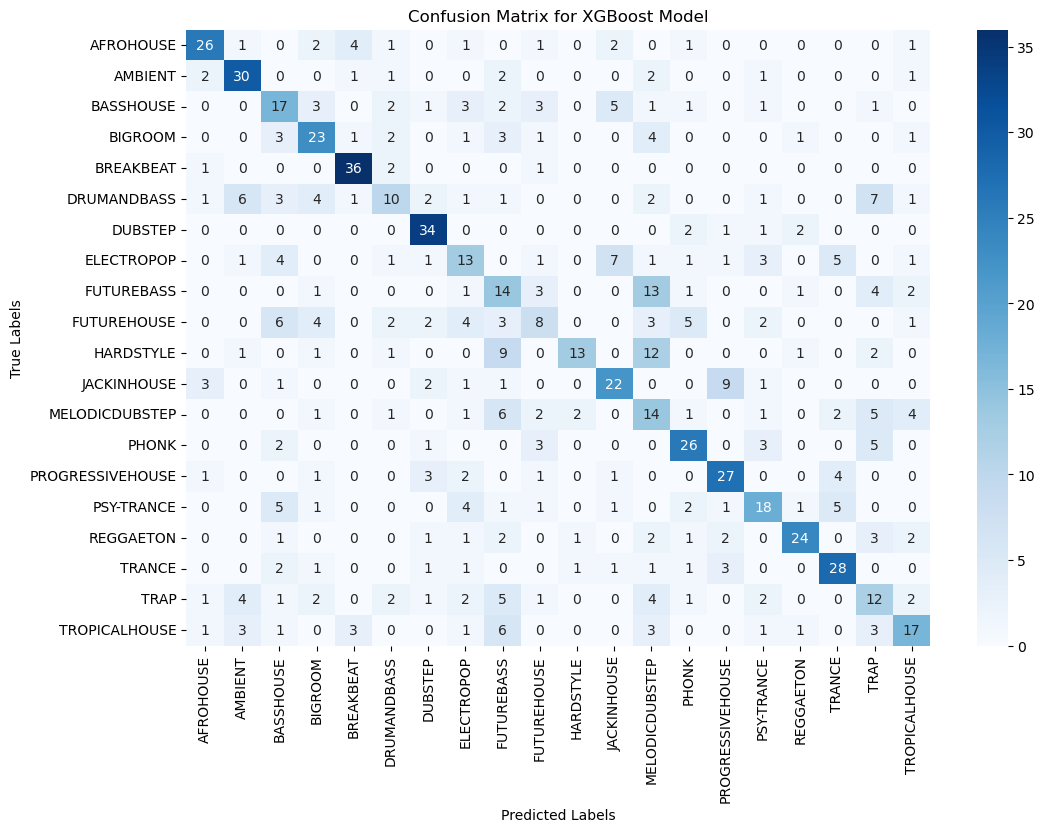 Confusion Matrix for XGBoost Model
True Labels
AFROHOUSE 26 1 0 2 4 1 0 1 0 1 0 2 0 1 0 0 0 0 0 1
AMBIENT 2 30 0 0 1 1 0 0 2 0 0 0 2 0 0 1 0 0 0 1
BASSHOUSE 0 0 17 3 0 2 1 3 2 3 0 5 1 1 0 1 0 0 1 0
BIGROOM 0 0 3 23 1 2 0 1 3 1 0 0 4 0 0 0 1 0 0 1
BREAKBEAT 1 0 0 0 36 2 0 0 0 1 0 0 0 0 0 0 0 0 0 0
DRUMANDBASS 1 6 3 4 1 10 2 1 1 0 0 0 2 0 0 1 0 0 7 1
DUBSTEP 0 0 0 0 0 0 34 0 0 0 0 0 0 2 1 1 2 0 0 0
ELECTROPOP 0 1 4 0 0 1 1 13 0 1 0 7 1 1 1 3 0 5 0 1
FUTUREBASS 0 0 0 1 0 0 0 1 14 3 0 0 13 1 0 0 1 0 4 2
FUTUREHOUSE 0 0 6 4 0 2 2 4 3 8 0 0 3 5 0 2 0 0 0 1
HARDSTYLE 0 1 0 1 0 1 0 0 9 0 13 0 12 0 0 0 1 0 2 0
JACKINHOUSE 3 0 1 0 0 0 2 1 1 0 0 22 0 0 9 1 0 0 0 0
MELODICDUBSTEP 0 0 0 1 0 1 0 1 6 2 2 0 14 1 0 1 0 2 5 4
PHONK 0 0 2 0 0 0 1 0 0 3 0 0 0 26 0 3 0 0 5 0
PROGRESSIVEHOUSE 1 0 0 1 0 0 3 2 0 1 0 1 0 0 27 0 0 4 0 0
PSY-TRANCE 0 0 5 1 0 0 0 4 1 1 0 1 0 2 1 18 1 5 0 0
REGGAETON 0 0 1 0 0 0 1 1 2 0 1 0 2 1 2 0 24 0 3 2
TRANCE 0 0 2 1 0 0 1 1 0 0 1 1 1 1 3 0 0 28 0 0
TRAP 1 4 1 2 0 2 1 2 5 1 0 0 4 1 0 2 0 0 12 2
TROPICALHOUSE 1 3 1 0 3 0 0 1 6 0 0 0 3 0 0 1 1 0 3 17
AFROHOUSE
AMBIENT
BASSHOUSE
BIGROOM
BREAKBEAT
DRUMANDBASS
DUBSTEP
ELECTROPOP
FUTUREBASS
FUTUREHOUSE
HARDSTYLE
JACKINHOUSE
MELODICDUBSTEP
PHONK
PROGRESSIVEHOUSE
PSY-TRANCE
REGGAETON
TRANCE
TRAP
TROPICALHOUSE
Predicted Labels
35
30
25
20
15
10
5
0